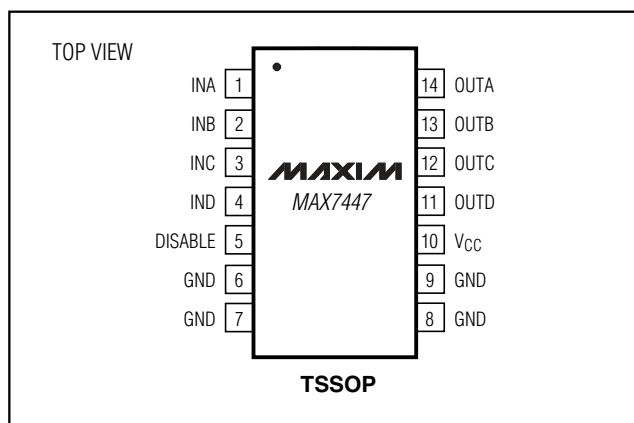 TOP VIEW
INA 1
INB 2
INC 3
IND 4
DISABLE 5
GND 6
GND 7
MAXIM
MAX7447
14 OUTA
13 OUTB
12 OUTC
11 OUTD
10 VCC
9 GND
8 GND
TSSOP